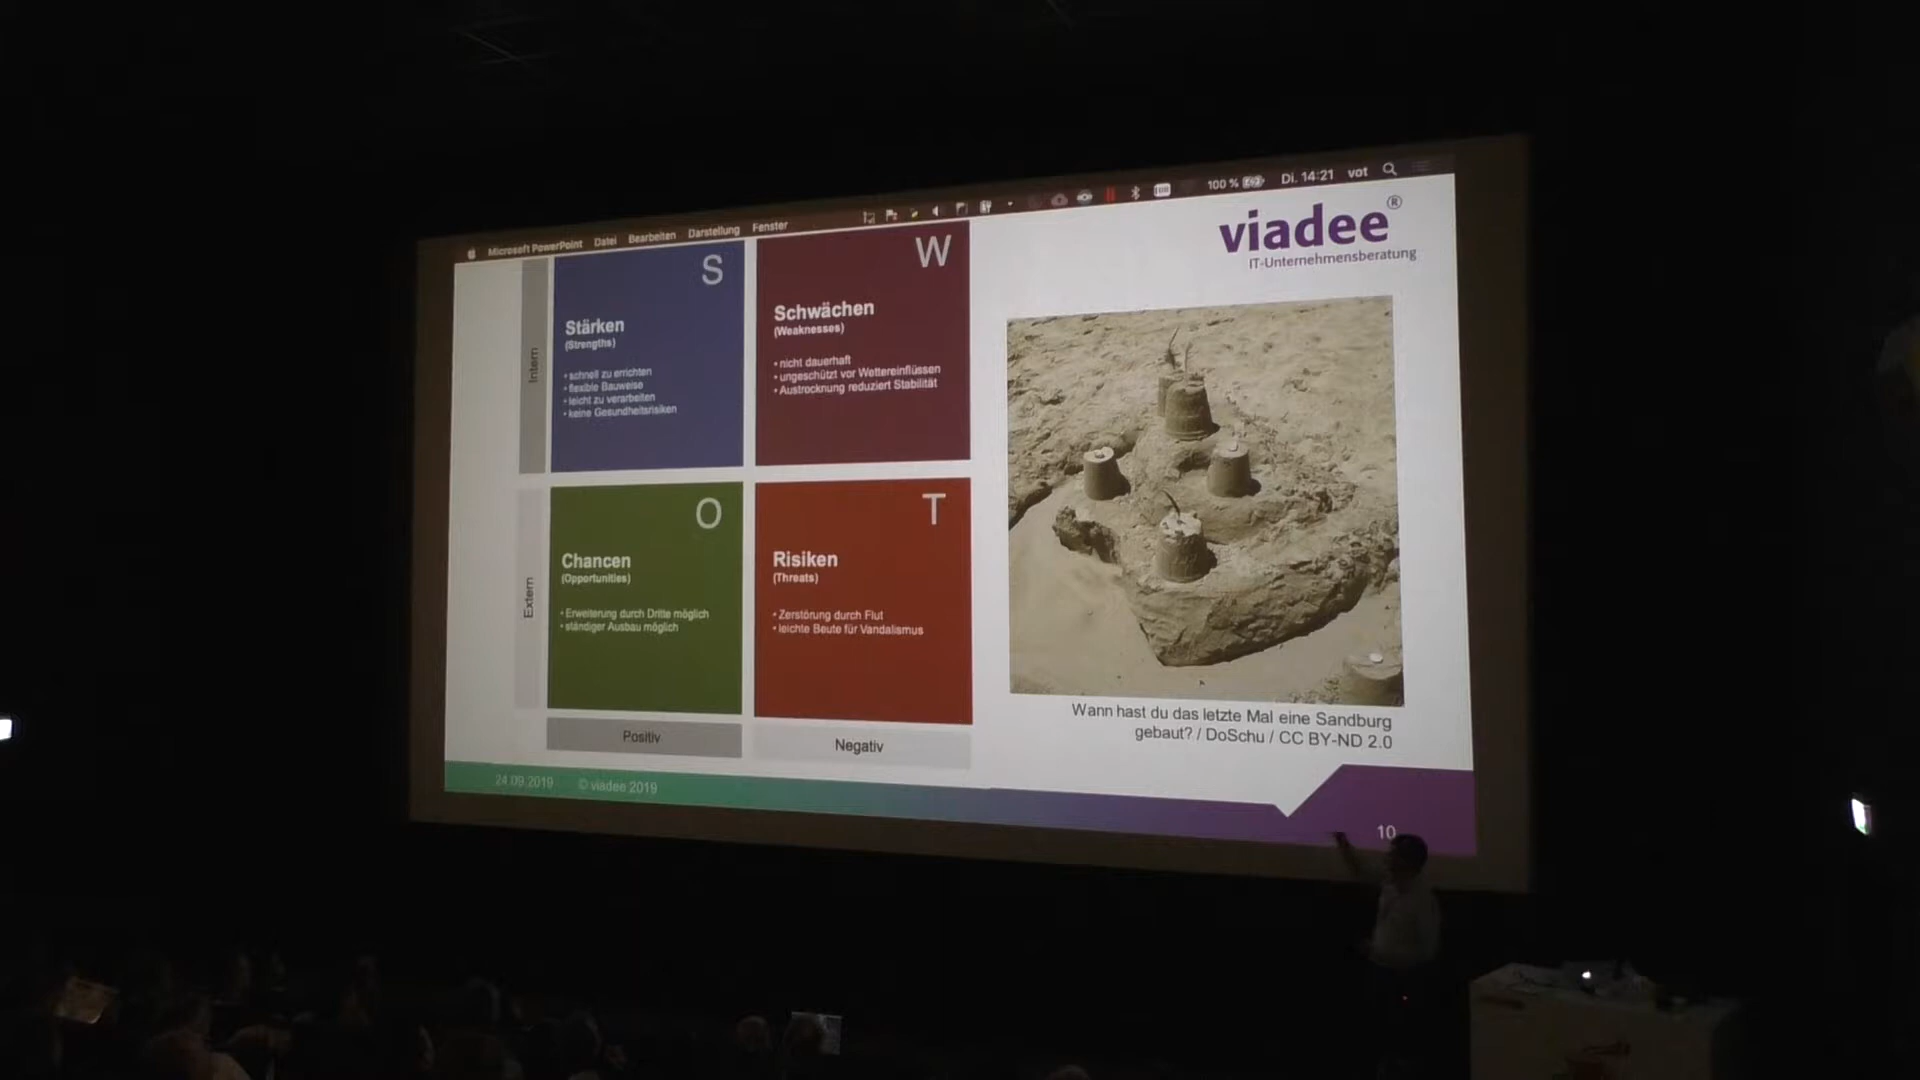 Microsoft PowerPoint Datei Bearbeiten Darstellung Fenster
100 % Di. 14:21 vot
viadee®
IT-Unternehmensberatung
Intern
S
Stärken
(Strengths)
• schnell zu errichten
• flexible Bauweise
• leicht zu verarbeiten
• keine Gesundheitsrisiken
W
Schwächen
(Weaknesses)
• nicht dauerhaft
• ungeschützt vor Wettereinflüssen
• Austrocknung reduziert Stabilität
Extern
O
Chancen
(Opportunities)
• Erweiterung durch Dritte möglich
• ständiger Ausbau möglich
T
Risiken
(Threats)
• Zerstörung durch Flut
• leichte Beute für Vandalismus
Positiv
Negativ
Wann hast du das letzte Mal eine Sandburg
gebaut? / DoSchu / CC BY-ND 2.0
24.09.2019 © viadee 2019
10